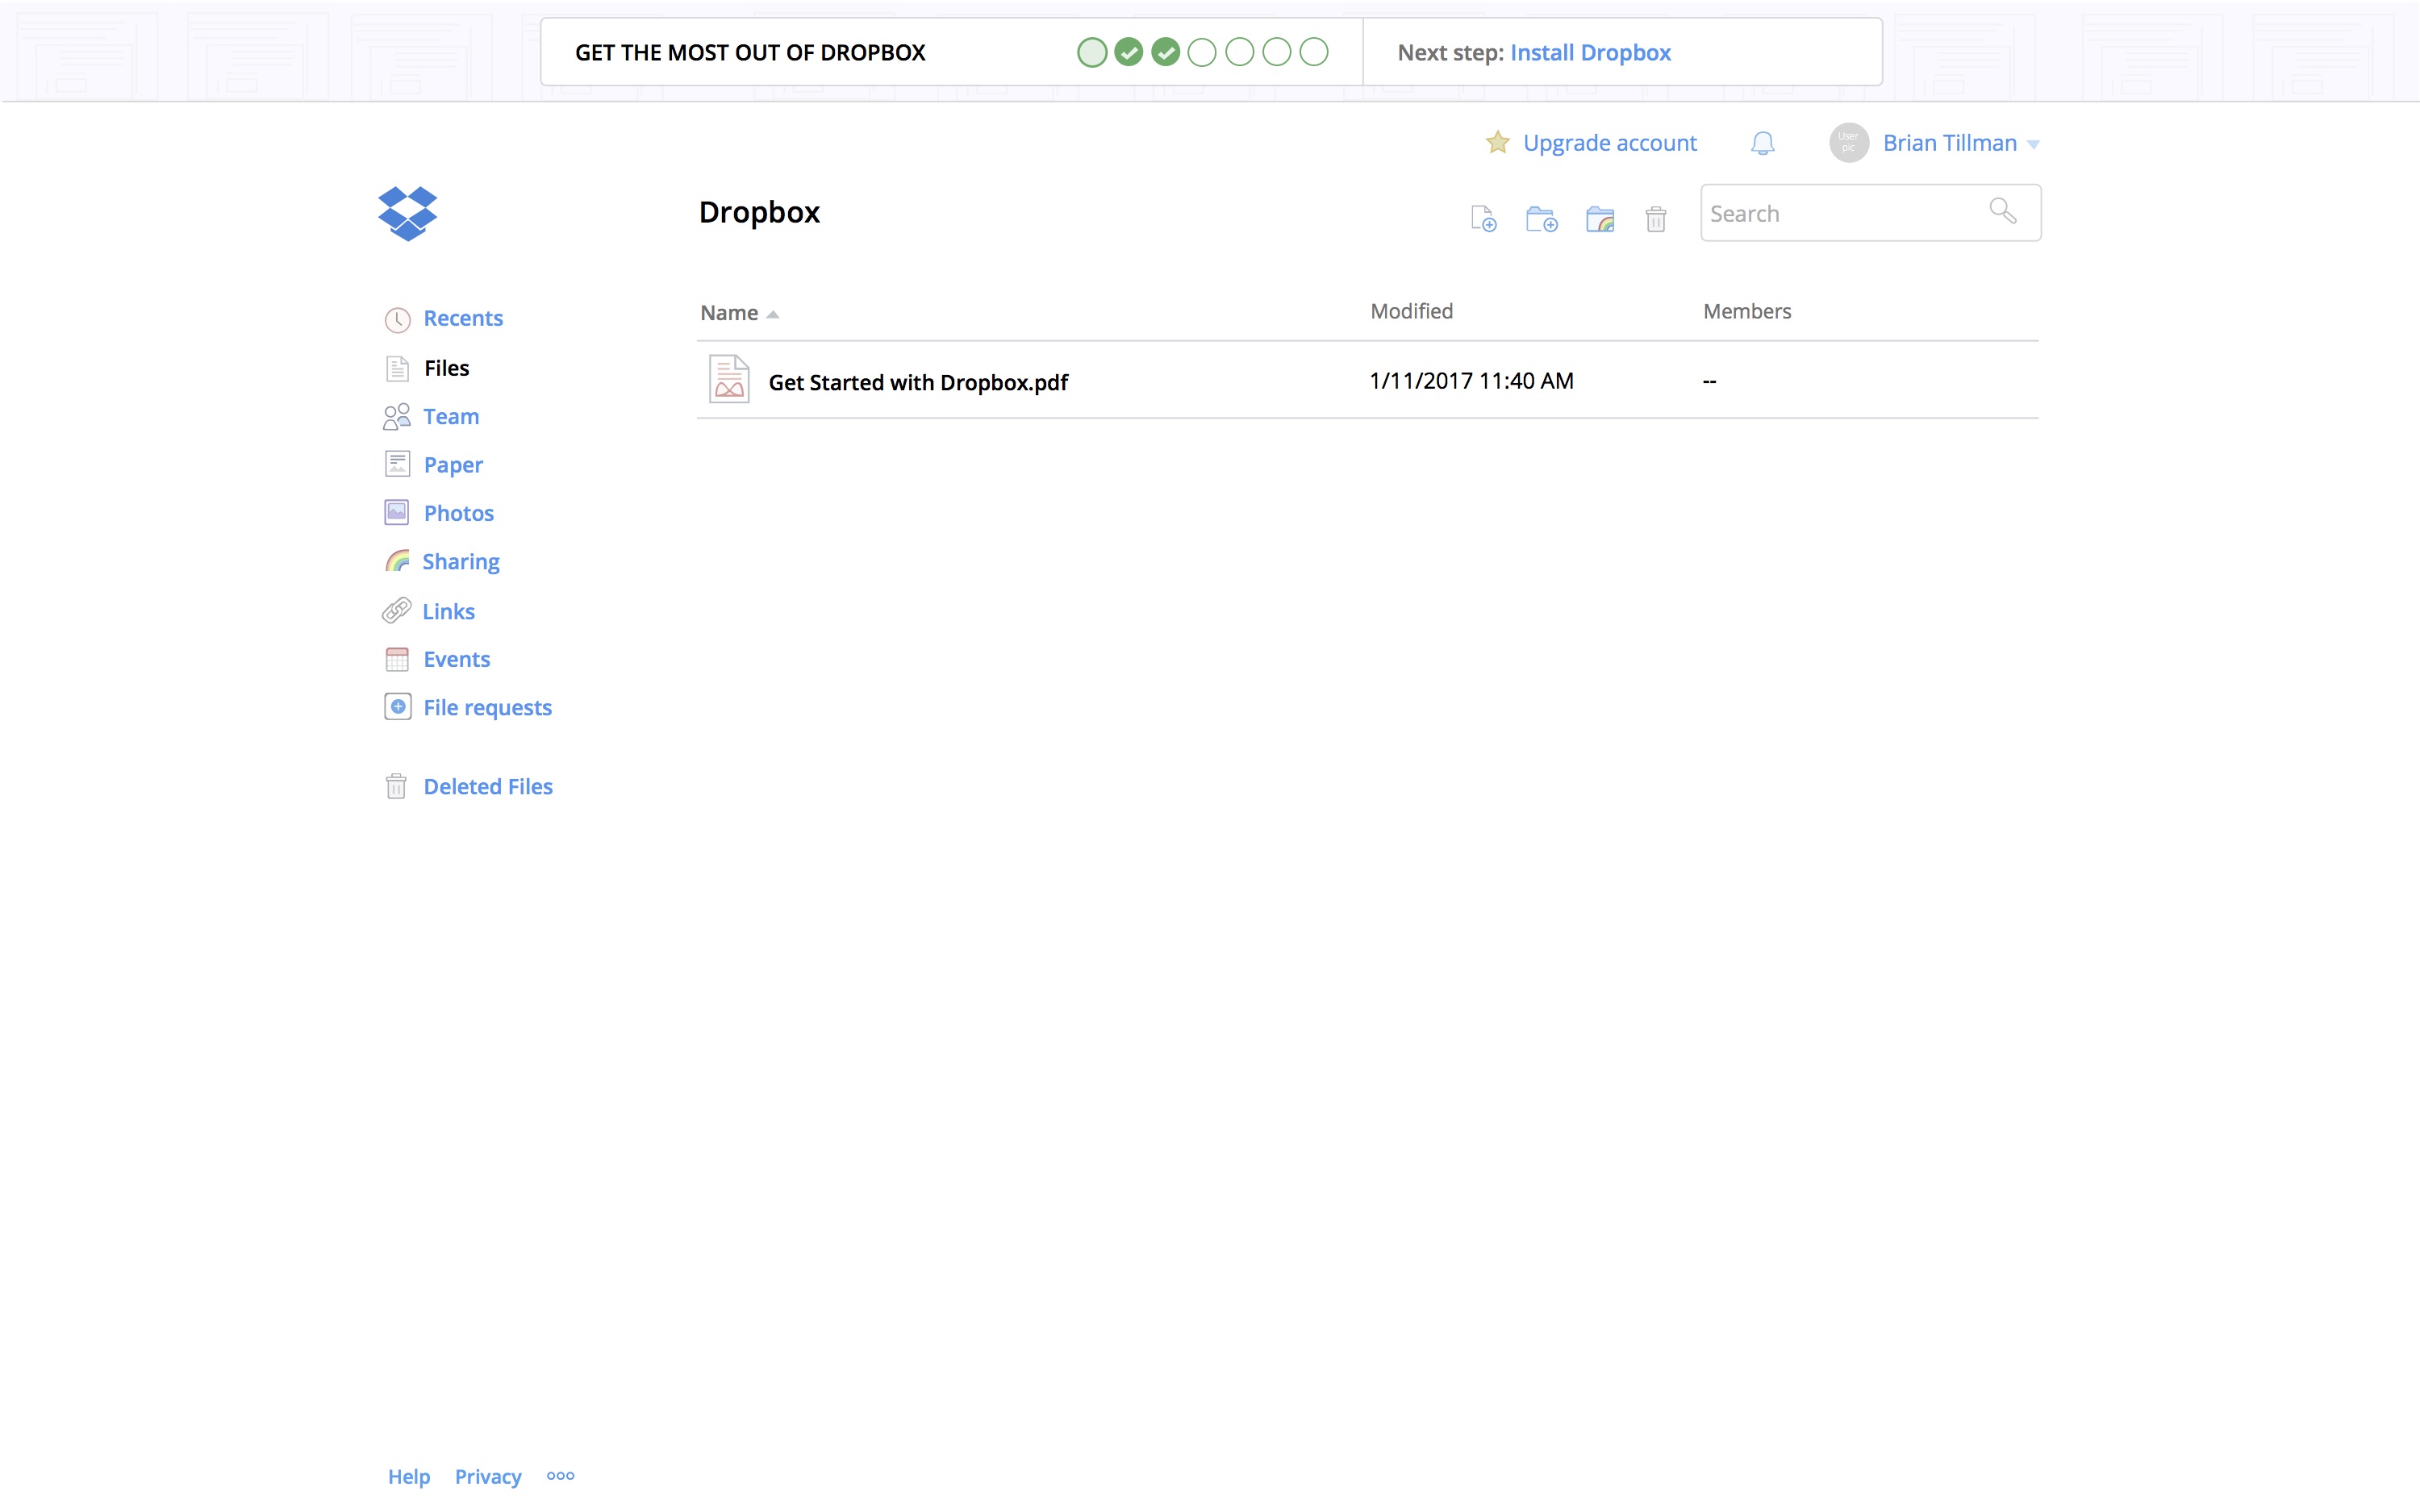 GET THE MOST OUT OF DROPBOX
Next step: Install Dropbox
Upgrade account
User
pic
Brian Tillman
Dropbox
Search
Name
Modified
Members
Get Started with Dropbox.pdf
1/11/2017 11:40 AM
--
Recents
Files
Team
Paper
Photos
Sharing
Links
Events
File requests
Deleted Files
Help
Privacy